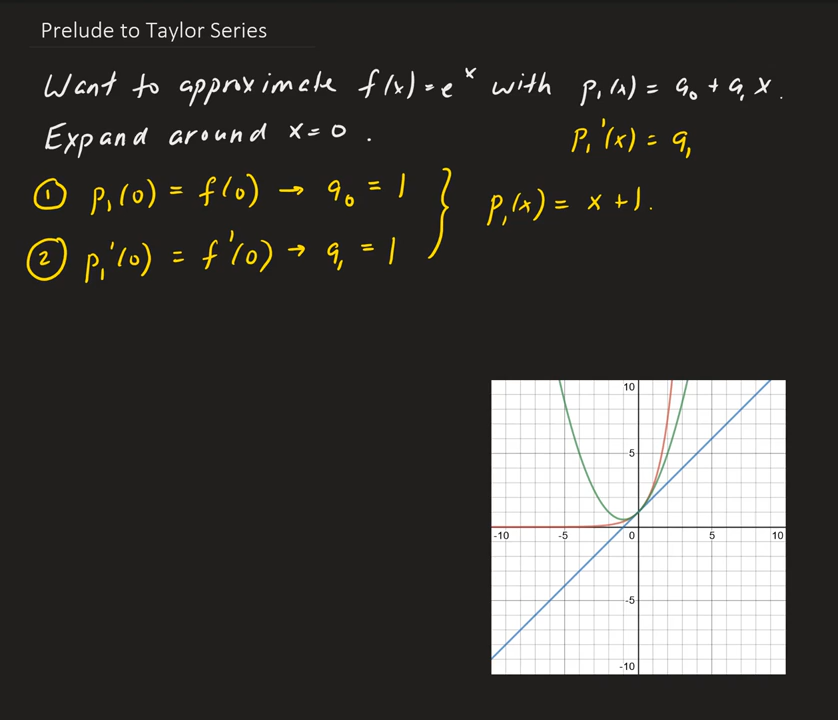 Prelude to Taylor Series
Want to approximate f(x) = e^x with p₁(x) = a₀ + a₁ x.
Expand around x = 0.
p₁'(x) = a₁
① p₁(0) = f(0) → a₀ = 1
② p₁'(0) = f'(0) → a₁ = 1
} p₁(x) = x + 1.
10
5
-10 -5 0 5 10
-5
-10